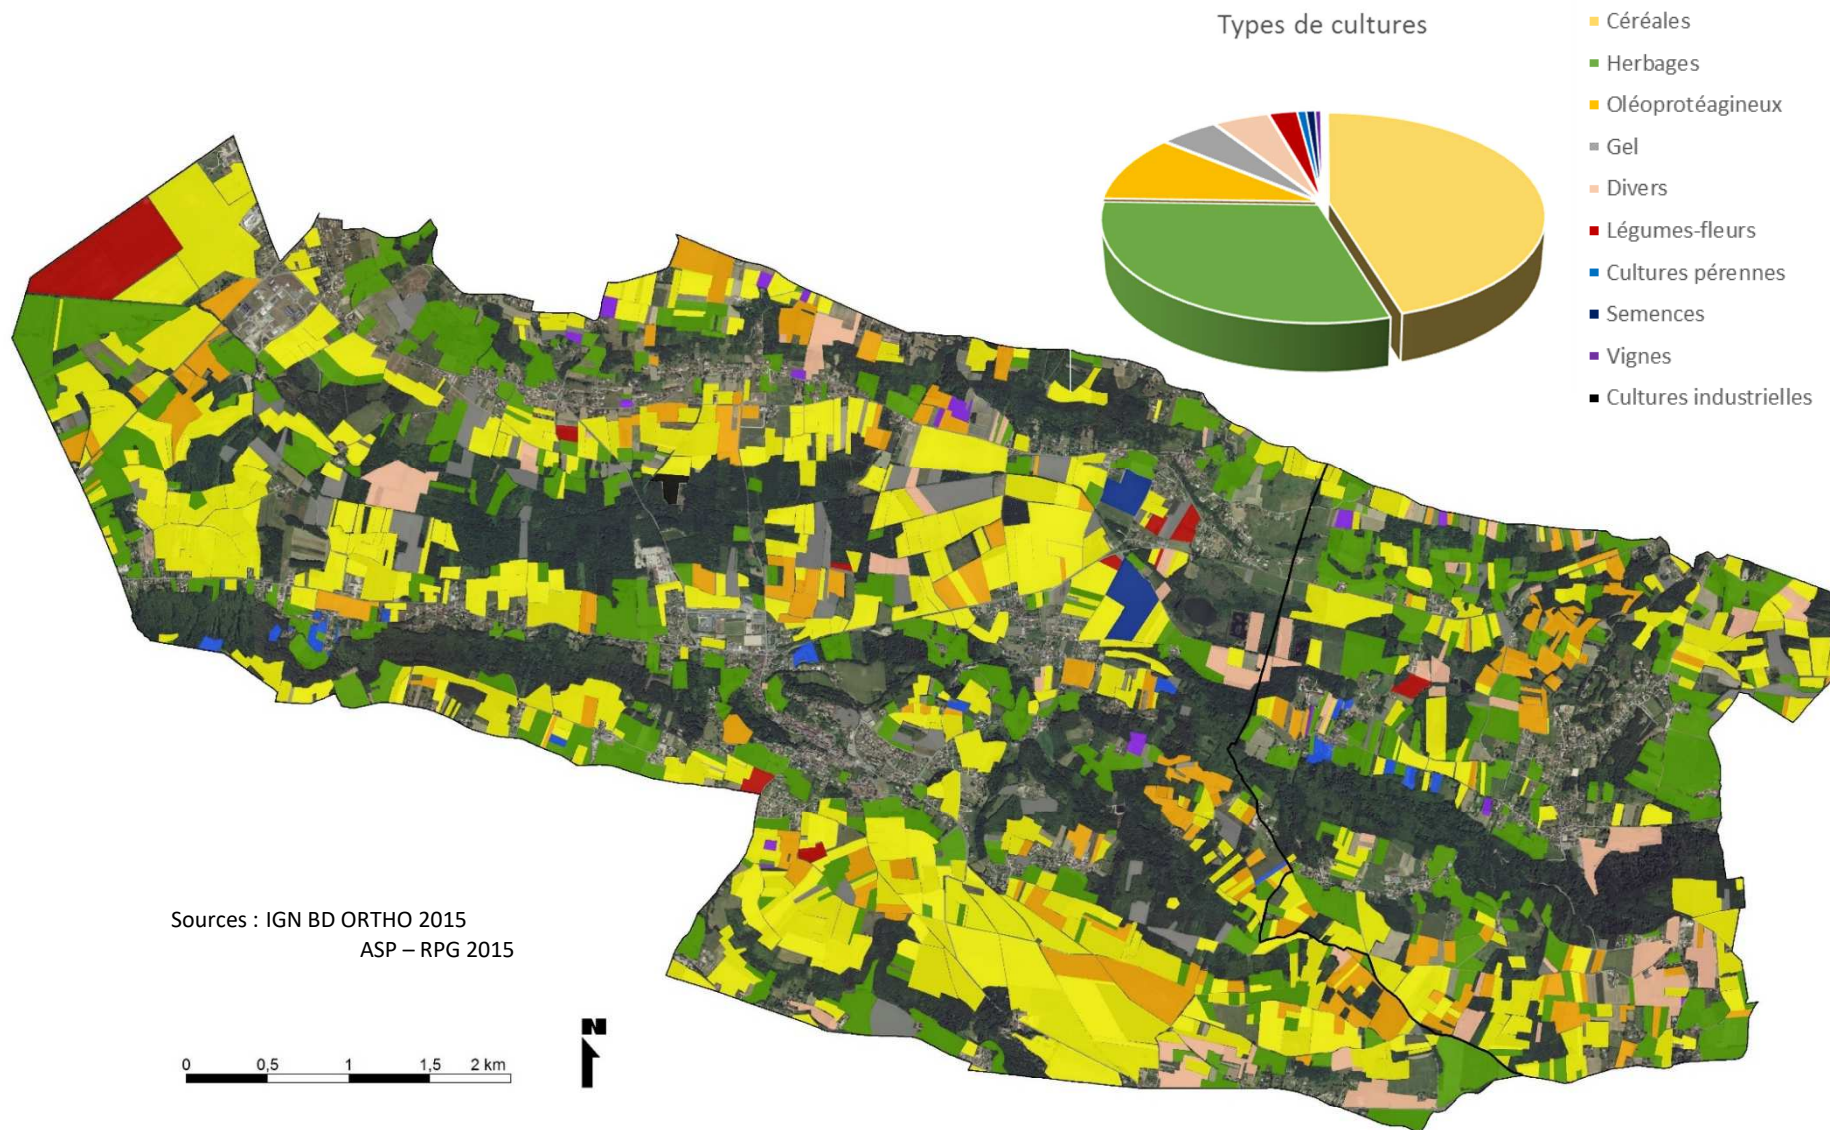 Types de cultures
Céréales
Herbages
Oléoprotéagineux
Gel
Divers
Légumes-fleurs
Cultures pérennes
Semences
Vignes
Cultures industrielles
Sources : IGN BD ORTHO 2015
ASP – RPG 2015
N
0 0,5 1 1,5 2 km